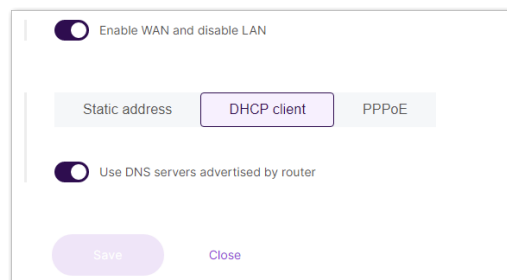 Enable WAN and disable LAN
Static address DHCP client PPPoE
Use DNS servers advertised by router
Save Close